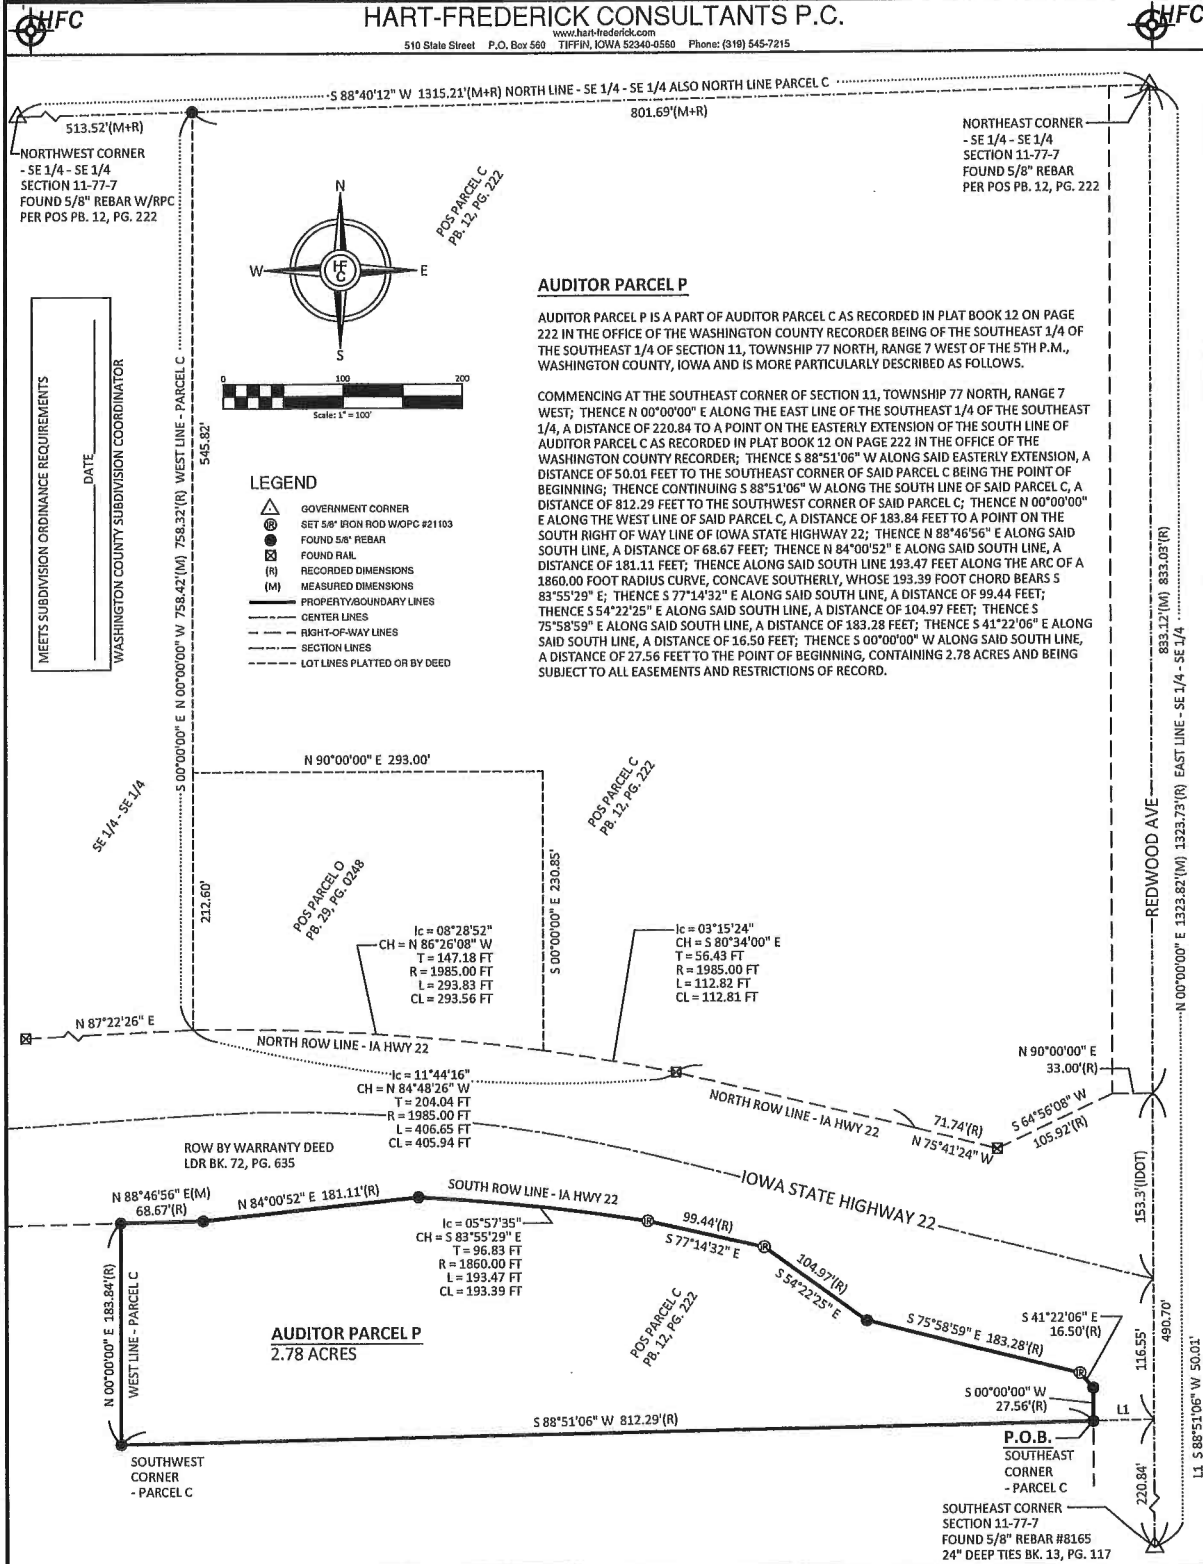 HFC
HART-FREDERICK CONSULTANTS P.C.
www.hart-frederick.com
510 State Street P.O. Box 560 TIFFIN, IOWA 52340-0560 Phone: (319) 545-7215
HFC
S 88°40'12" W 1315.21'(M+R) NORTH LINE - SE 1/4 - SE 1/4 ALSO NORTH LINE PARCEL C
513.52'(M+R)
801.69'(M+R)
NORTHWEST CORNER
- SE 1/4 - SE 1/4
SECTION 11-77-7
FOUND 5/8" REBAR W/RPC
PER POS PB. 12, PG. 222
NORTHEAST CORNER
- SE 1/4 - SE 1/4
SECTION 11-77-7
FOUND 5/8" REBAR
PER POS PB. 12, PG. 222
POS PARCEL C
PB. 12, PG. 222
N
W
E
S
HFC
0 100 200
Scale: 1" = 100'
MEETS SUBDIVISION ORDINANCE REQUIREMENTS
DATE
WASHINGTON COUNTY SUBDIVISION COORDINATOR
S 00°00'00" E N 00°00'00" W 758.42'(M) 758.32'(R) WEST LINE - PARCEL C
545.82'
LEGEND
GOVERNMENT CORNER
SET 5/8" IRON ROD W/OPC #21103
FOUND 5/8" REBAR
FOUND RAIL
(R) RECORDED DIMENSIONS
(M) MEASURED DIMENSIONS
PROPERTY/BOUNDARY LINES
CENTER LINES
RIGHT-OF-WAY LINES
SECTION LINES
LOT LINES PLATTED OR BY DEED
AUDITOR PARCEL P
AUDITOR PARCEL P IS A PART OF AUDITOR PARCEL C AS RECORDED IN PLAT BOOK 12 ON PAGE
222 IN THE OFFICE OF THE WASHINGTON COUNTY RECORDER BEING OF THE SOUTHEAST 1/4 OF
THE SOUTHEAST 1/4 OF SECTION 11, TOWNSHIP 77 NORTH, RANGE 7 WEST OF THE 5TH P.M.,
WASHINGTON COUNTY, IOWA AND IS MORE PARTICULARLY DESCRIBED AS FOLLOWS.
COMMENCING AT THE SOUTHEAST CORNER OF SECTION 11, TOWNSHIP 77 NORTH, RANGE 7
WEST; THENCE N 00°00'00" E ALONG THE EAST LINE OF THE SOUTHEAST 1/4 OF THE SOUTHEAST
1/4, A DISTANCE OF 220.84 TO A POINT ON THE EASTERLY EXTENSION OF THE SOUTH LINE OF
AUDITOR PARCEL C AS RECORDED IN PLAT BOOK 12 ON PAGE 222 IN THE OFFICE OF THE
WASHINGTON COUNTY RECORDER; THENCE S 88°51'06" W ALONG SAID EASTERLY EXTENSION, A
DISTANCE OF 50.01 FEET TO THE SOUTHEAST CORNER OF SAID PARCEL C BEING THE POINT OF
BEGINNING; THENCE CONTINUING S 88°51'06" W ALONG THE SOUTH LINE OF SAID PARCEL C, A
DISTANCE OF 812.29 FEET TO THE SOUTHWEST CORNER OF SAID PARCEL C; THENCE N 00°00'00"
E ALONG THE WEST LINE OF SAID PARCEL C, A DISTANCE OF 183.84 FEET TO A POINT ON THE
SOUTH RIGHT OF WAY LINE OF IOWA STATE HIGHWAY 22; THENCE N 88°46'56" E ALONG SAID
SOUTH LINE, A DISTANCE OF 68.67 FEET; THENCE N 84°00'52" E ALONG SAID SOUTH LINE, A
DISTANCE OF 181.11 FEET; THENCE ALONG SAID SOUTH LINE 193.47 FEET ALONG THE ARC OF A
1860.00 FOOT RADIUS CURVE, CONCAVE SOUTHERLY, WHOSE 193.39 FOOT CHORD BEARS S
83°55'29" E; THENCE S 77°14'32" E ALONG SAID SOUTH LINE, A DISTANCE OF 99.44 FEET;
THENCE S 54°22'25" E ALONG SAID SOUTH LINE, A DISTANCE OF 104.97 FEET; THENCE S
75°58'59" E ALONG SAID SOUTH LINE, A DISTANCE OF 183.28 FEET; THENCE S 41°22'06" E ALONG
SAID SOUTH LINE, A DISTANCE OF 16.50 FEET; THENCE S 00°00'00" W ALONG SAID SOUTH LINE,
A DISTANCE OF 27.56 FEET TO THE POINT OF BEGINNING, CONTAINING 2.78 ACRES AND BEING
SUBJECT TO ALL EASEMENTS AND RESTRICTIONS OF RECORD.
833.12'(M) 833.03'(R)
N 00°00'00" E 1323.82'(M) 1323.73'(R) EAST LINE - SE 1/4 - SE 1/4
REDWOOD AVE
N 90°00'00" E 293.00'
SE 1/4 - SE 1/4
212.60'
POS PARCEL O
PB. 29, PG. 0248
S 00°00'00" E 230.85'
POS PARCEL C
PB. 12, PG. 222
Ic = 08°28'52"
CH = N 86°26'08" W
T = 147.18 FT
R = 1985.00 FT
L = 293.83 FT
CL = 293.56 FT
Ic = 03°15'24"
CH = S 80°34'00" E
T = 56.43 FT
R = 1985.00 FT
L = 112.82 FT
CL = 112.81 FT
N 87°22'26" E
NORTH ROW LINE - IA HWY 22
Ic = 11°44'16"
CH = N 84°48'26" W
T = 204.04 FT
R = 1985.00 FT
L = 406.65 FT
CL = 405.94 FT
NORTH ROW LINE - IA HWY 22
71.74'(R)
N 75°41'24" W
S 64°56'08" W
105.92'(R)
N 90°00'00" E
33.00'(R)
153.3'(IDOT)
ROW BY WARRANTY DEED
LDR BK. 72, PG. 635
IOWA STATE HIGHWAY 22
N 88°46'56" E(M)
68.67'(R)
N 84°00'52" E 181.11'(R)
SOUTH ROW LINE - IA HWY 22
Ic = 05°57'35"
CH = S 83°55'29" E
T = 96.83 FT
R = 1860.00 FT
L = 193.47 FT
CL = 193.39 FT
99.44'(R)
S 77°14'32" E
104.97'(R)
S 54°22'25" E
S 75°58'59" E 183.28'(R)
S 41°22'06" E
16.50'(R)
116.55'
490.70'
N 00°00'00" E 183.84'(R)
WEST LINE - PARCEL C
AUDITOR PARCEL P
2.78 ACRES
POS PARCEL C
PB. 12, PG. 222
S 00°00'00" W
27.56'(R)
L1
S 88°51'06" W 812.29'(R)
P.O.B.
SOUTHEAST
CORNER
- PARCEL C
SOUTHWEST
CORNER
- PARCEL C
220.84'
L1 S 88°51'06" W 50.01'
SOUTHEAST CORNER
SECTION 11-77-7
FOUND 5/8" REBAR #8165
24" DEEP TIES BK. 13, PG. 117